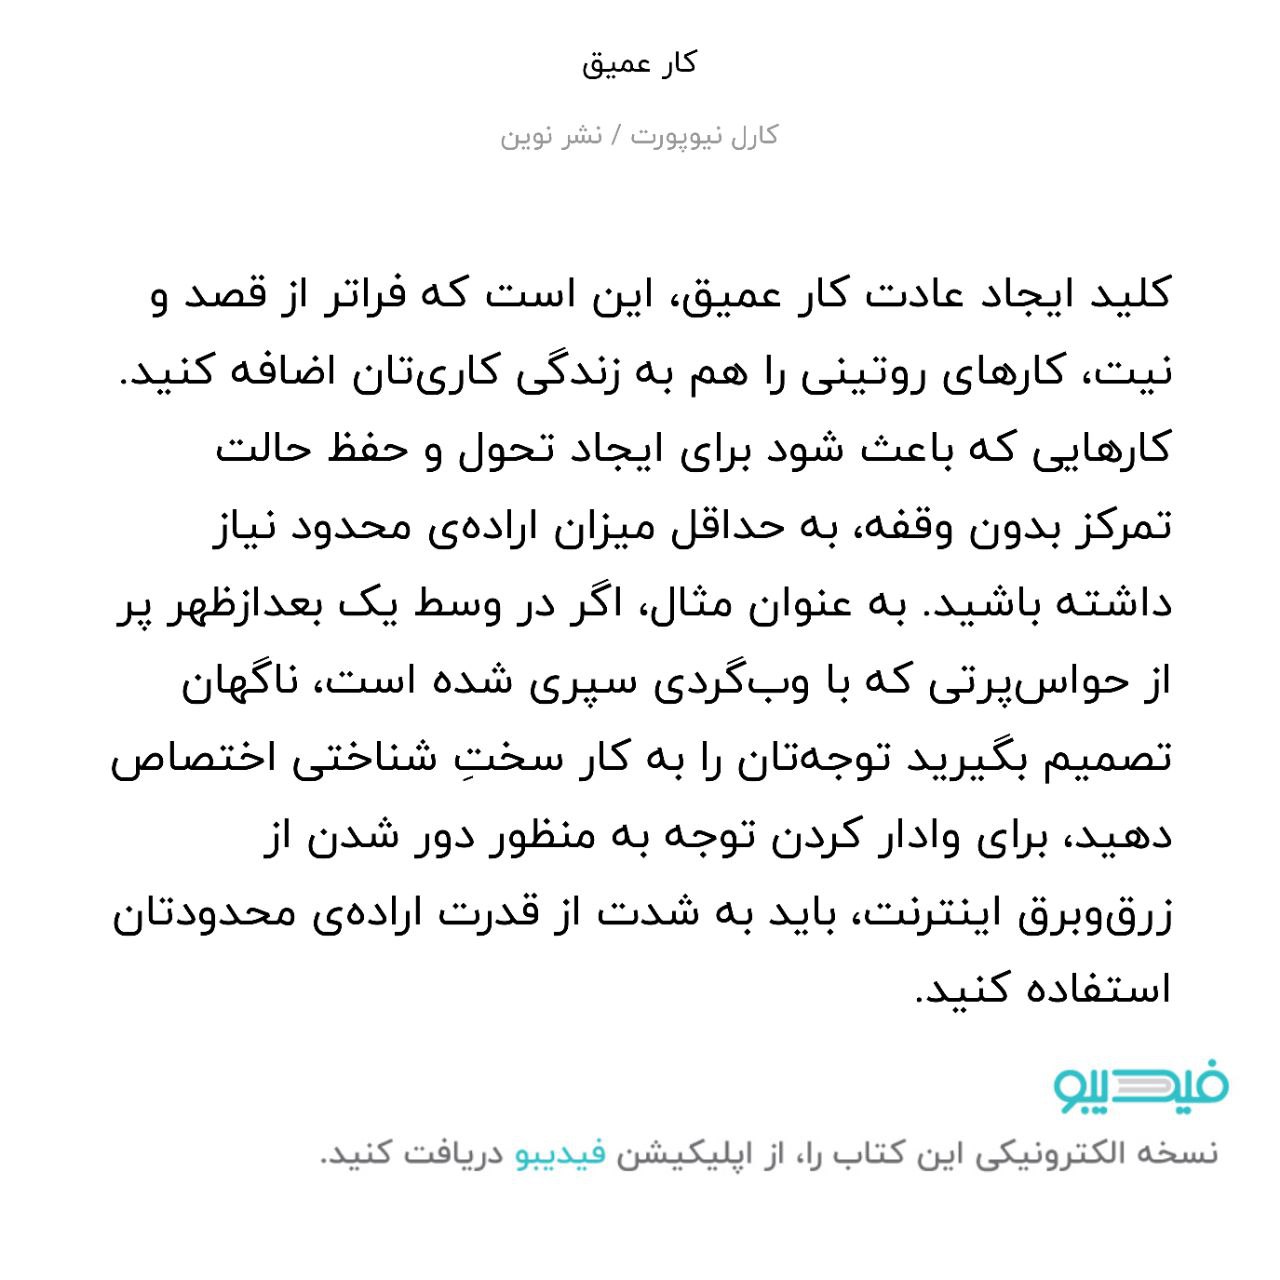 کار عمیق
کارل نیوپورت / نشر نوین
کلید ایجاد عادت کار عمیق، این است که فراتر از قصد و
نیت، کارهای روتینی را هم به زندگی کاری‌تان اضافه کنید.
کارهایی که باعث شود برای ایجاد تحول و حفظ حالت
تمرکز بدون وقفه، به حداقل میزان اراده‌ی محدود نیاز
داشته باشید. به عنوان مثال، اگر در وسط یک بعدازظهر پر
از حواس‌پرتی که با وب‌گردی سپری شده است، ناگهان
تصمیم بگیرید توجه‌تان را به کار سختِ شناختی اختصاص
دهید، برای وادار کردن توجه به منظور دور شدن از
زرق‌وبرق اینترنت، باید به شدت از قدرت اراده‌ی محدودتان
استفاده کنید.
فیدیبو
نسخه الکترونیکی این کتاب را، از اپلیکیشن فیدیبو دریافت کنید.